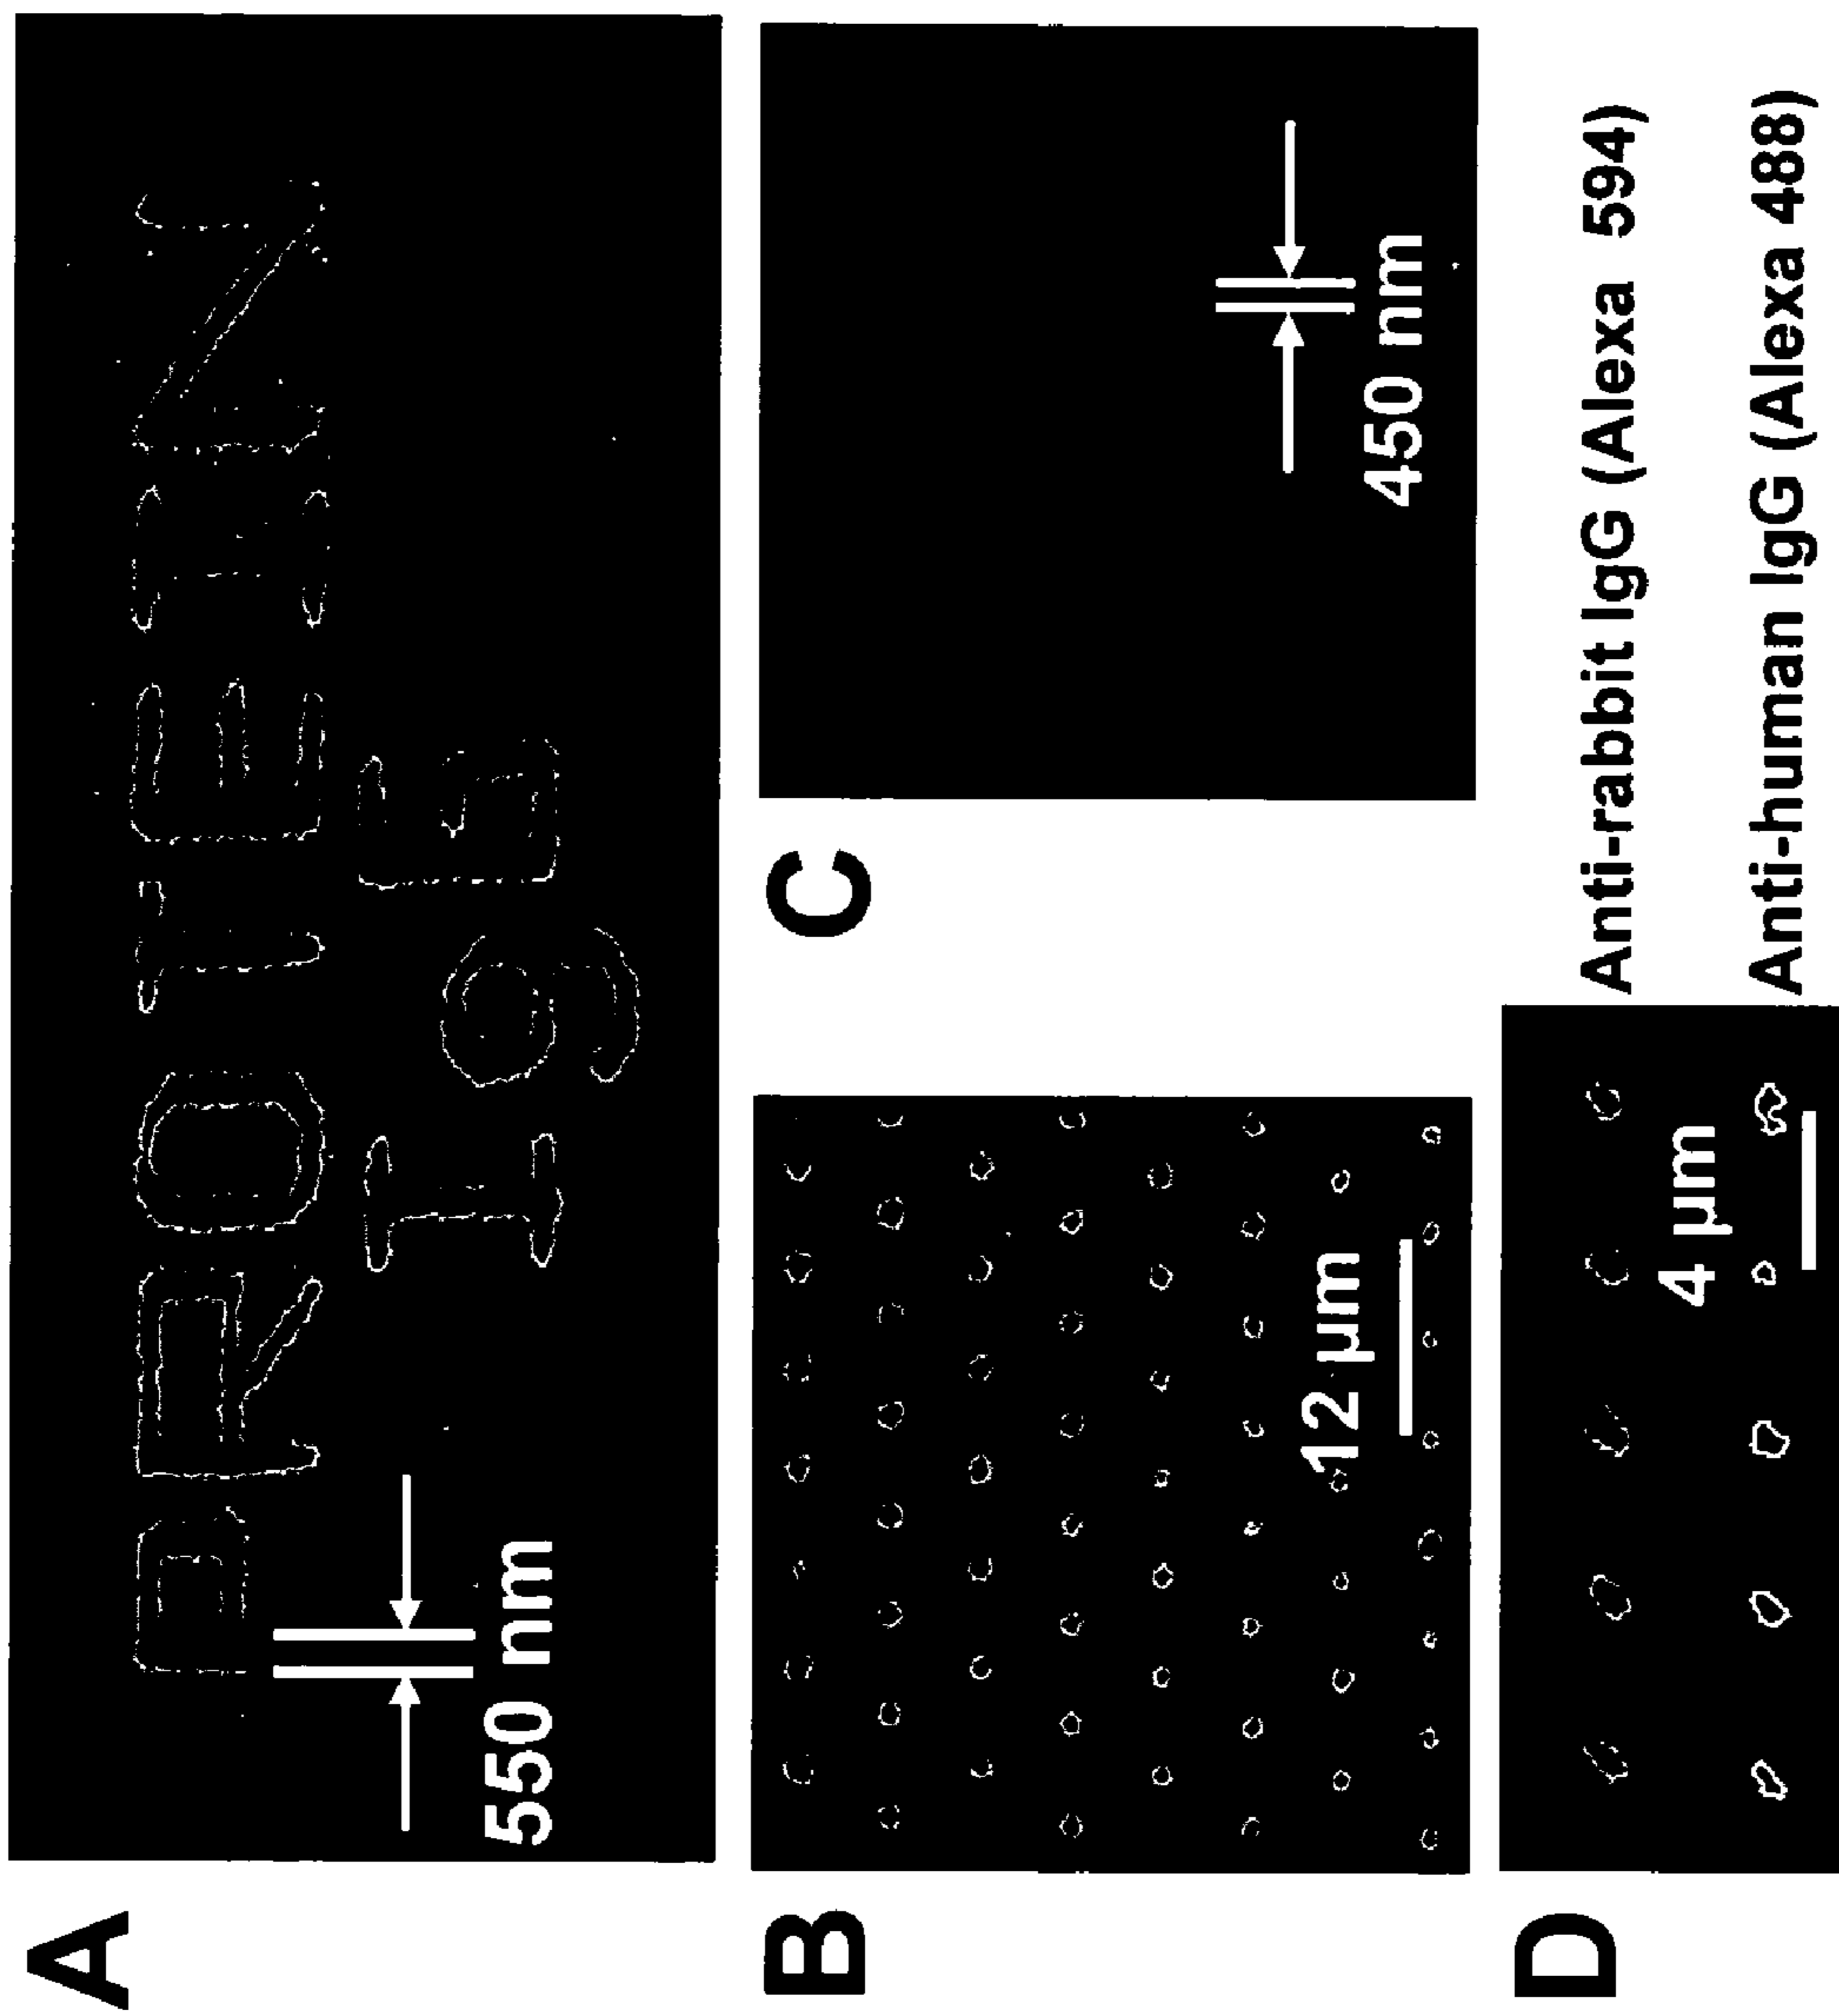 A
PROTEIN
IgG
550 nm
B
12 µm
C
450 nm
D
4 µm
Anti-rabbit IgG (Alexa 594)
Anti-human IgG (Alexa 488)